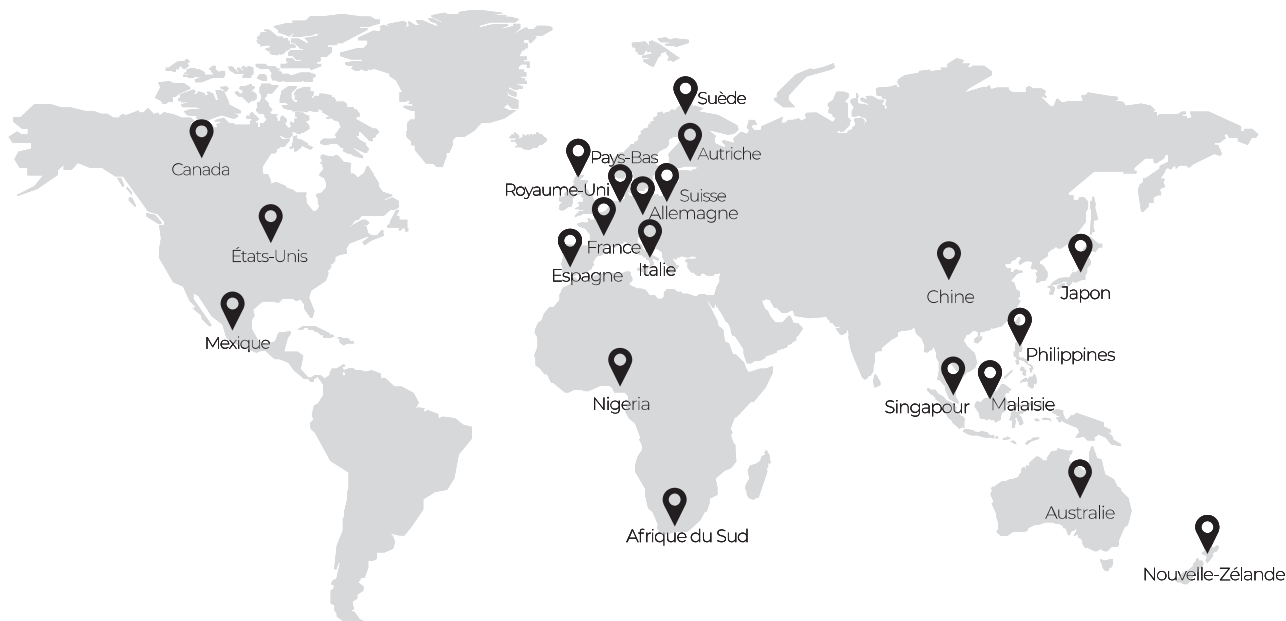 Suède
Autriche
Pays-Bas
Canada
Royaume-Uni
Suisse
Allemagne
États-Unis
France
Italie
Espagne
Chine
Japon
Mexique
Philippines
Nigeria
Singapour
Malaisie
Australie
Afrique du Sud
Nouvelle-Zélande